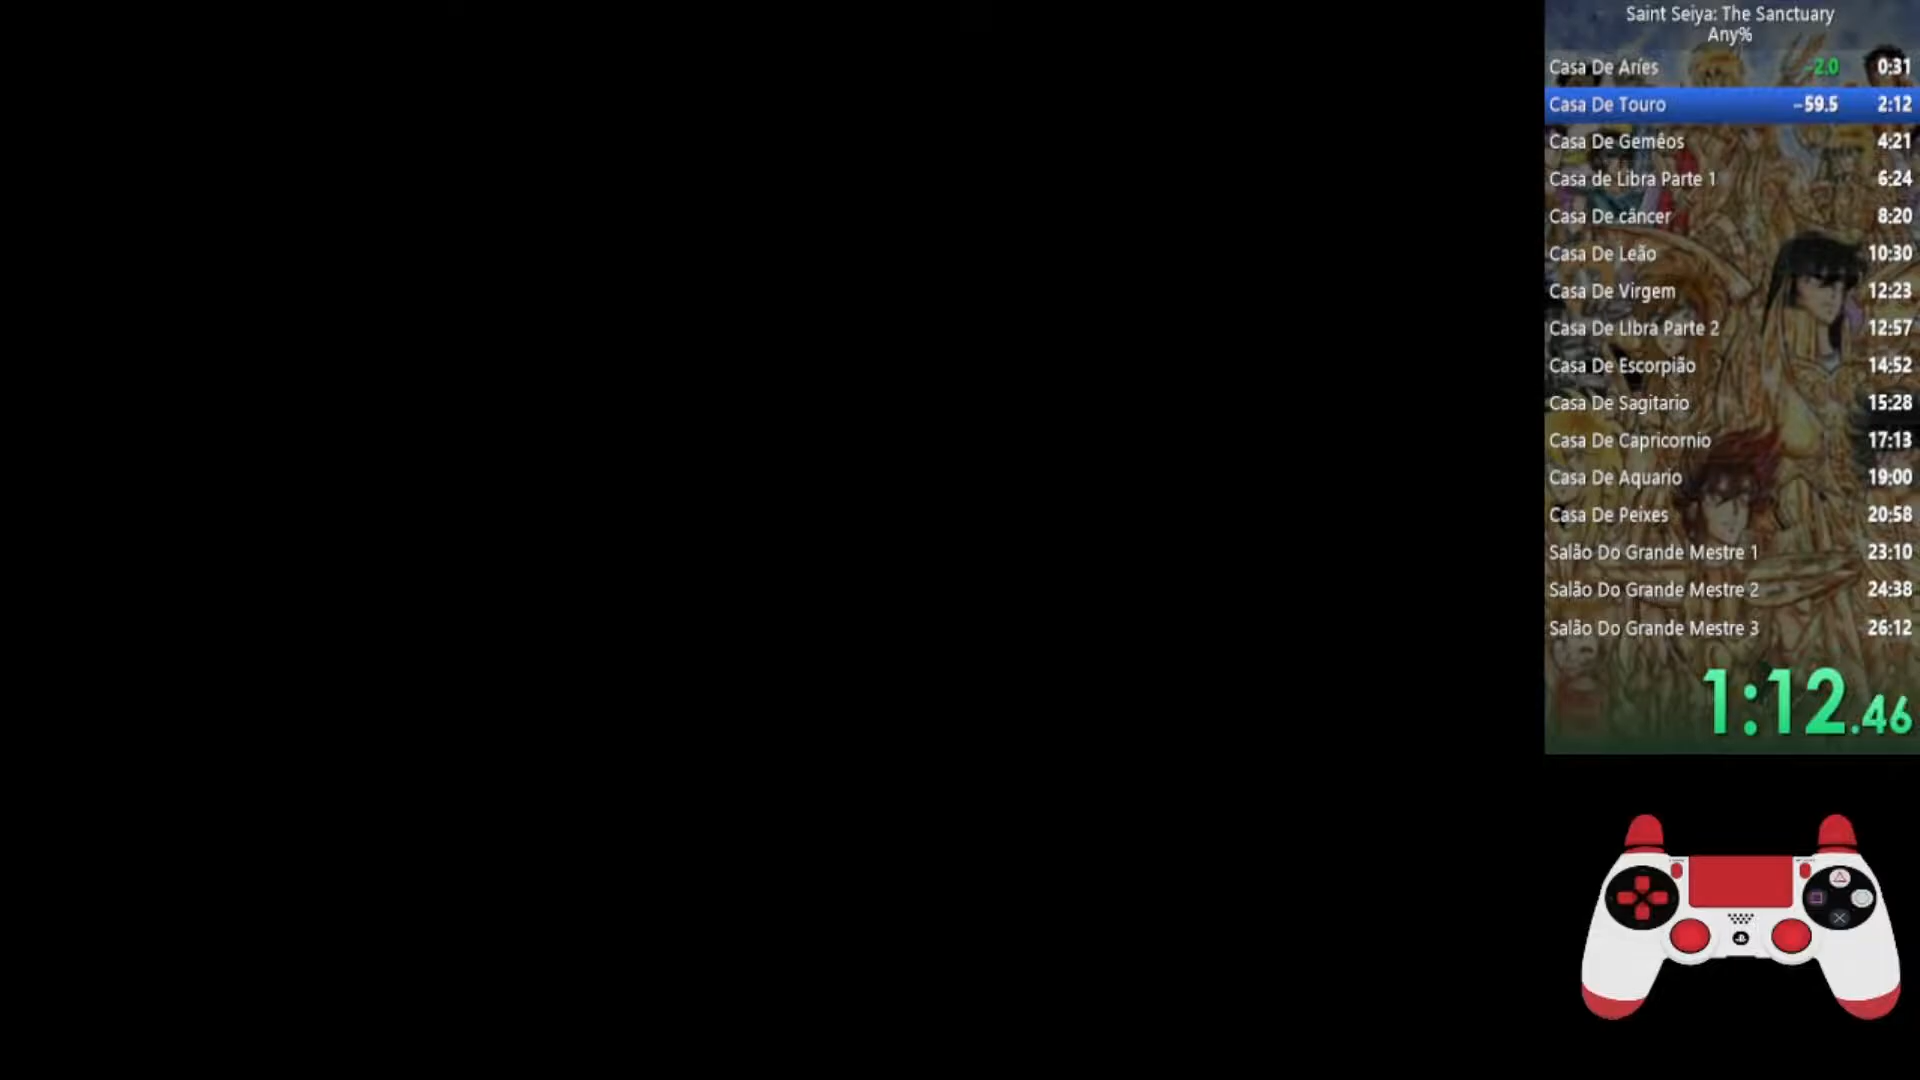 Saint Seiya: The Sanctuary
Any%
Casa De Aríes -2.0 0:31
Casa De Touro -59.5 2:12
Casa De Gemêos 4:21
Casa de Libra Parte 1 6:24
Casa De câncer 8:20
Casa De Leão 10:30
Casa De Virgem 12:23
Casa De LIbra Parte 2 12:57
Casa De Escorpião 14:52
Casa De Sagitario 15:28
Casa De Capricornio 17:13
Casa De Aquario 19:00
Casa De Peixes 20:58
Salão Do Grande Mestre 1 23:10
Salão Do Grande Mestre 2 24:38
Salão Do Grande Mestre 3 26:12
1:12.46